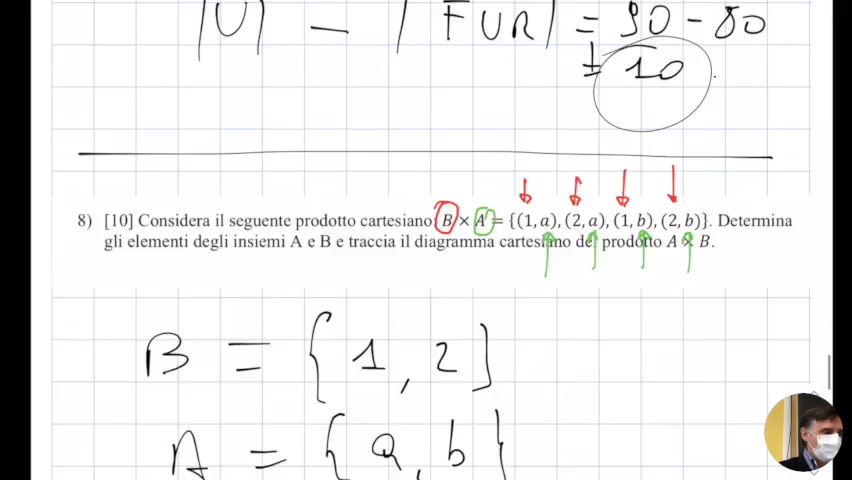 |U| - |FUR| = 90 - 80
= 10
8) [10] Considera il seguente prodotto cartesiano B × A = {(1, a), (2, a), (1, b), (2, b)}. Determina
gli elementi degli insiemi A e B e traccia il diagramma cartesiano del prodotto A × B.
B = {1, 2}
A = {a, b}